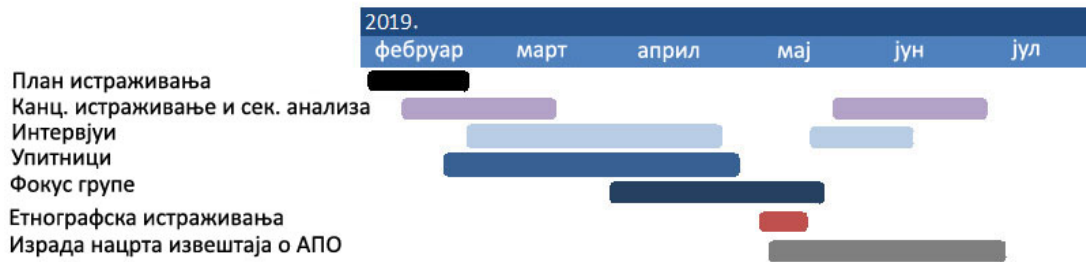 2019.
фебруар март април мај јун јул
План истраживања
Канц. истраживање и сек. анализа
Интервјуи
Упитници
Фокус групе
Етнографска истраживања
Израда нацрта извештаја о АПО